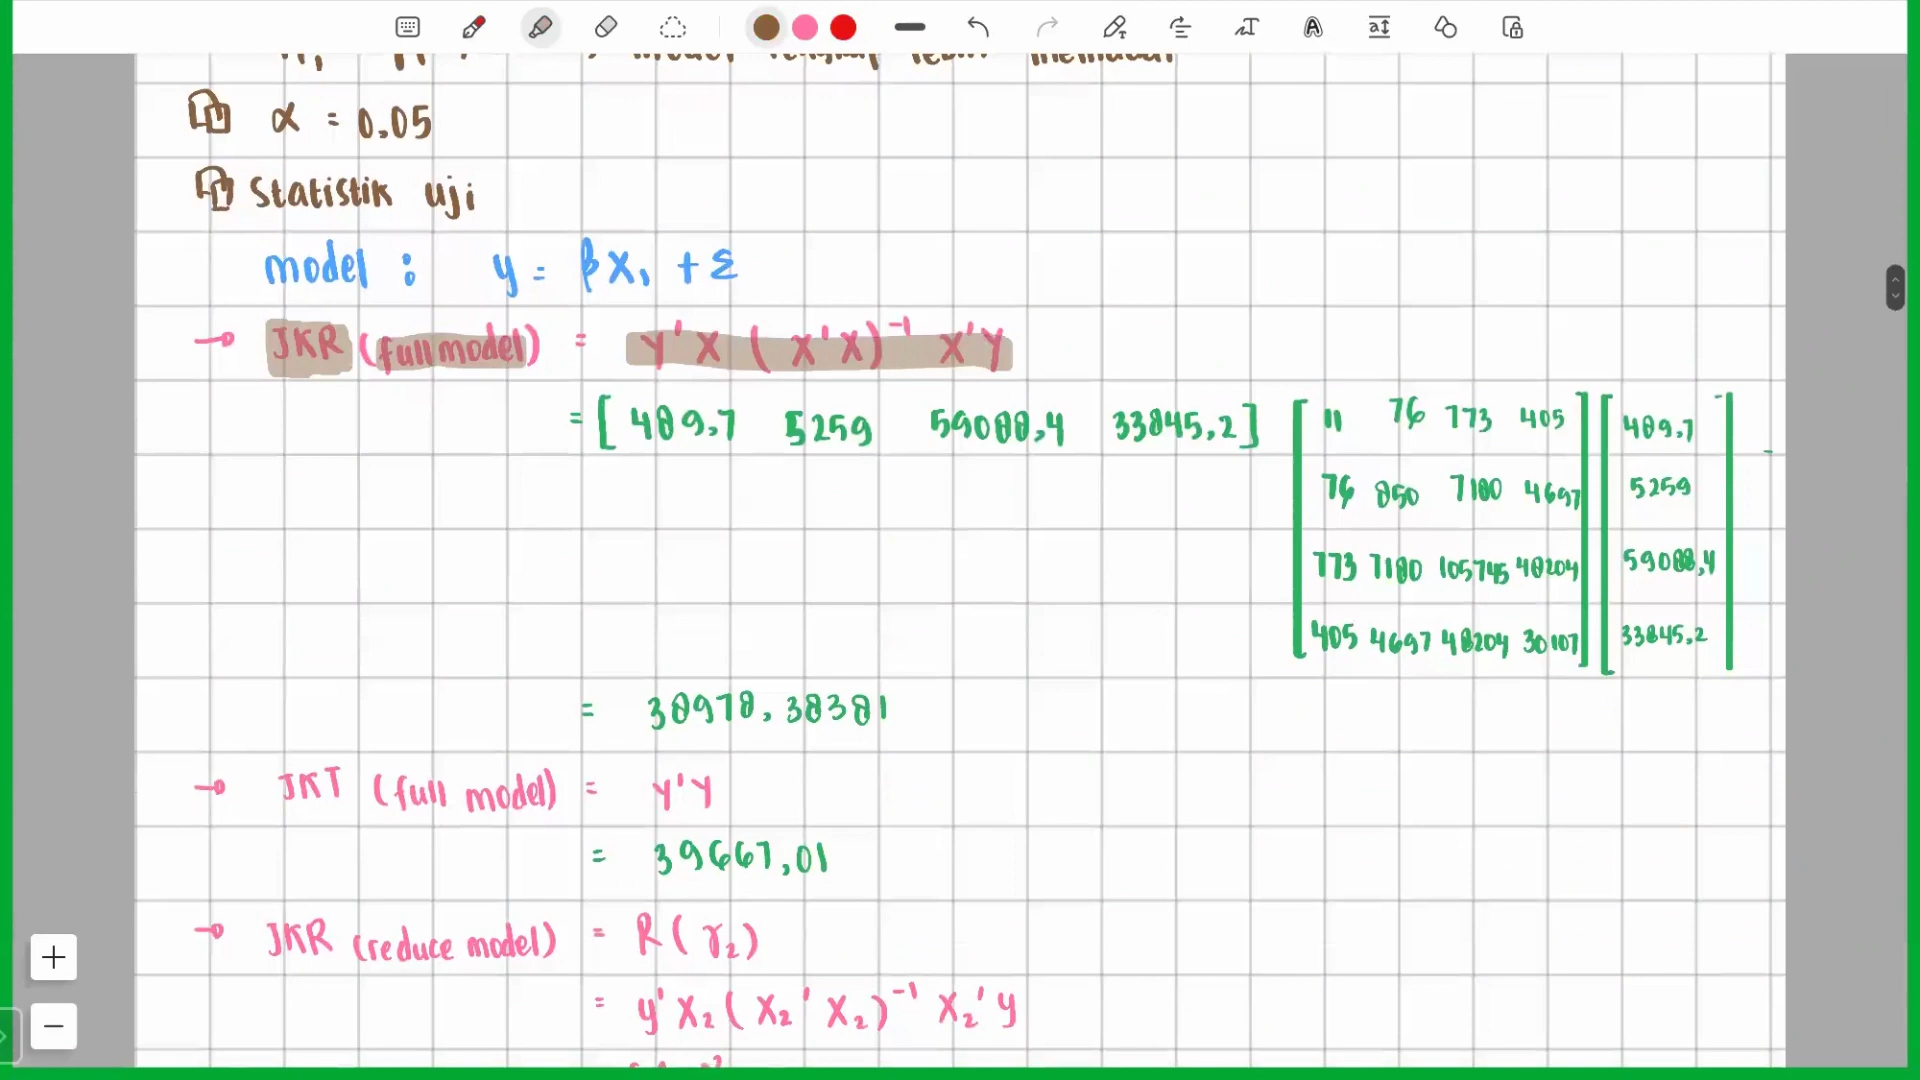 α = 0.05
Statistik uji
model : y = βX₁ + ε
→ JKR (full model) = Y'X (X'X)⁻¹ X'Y
= [ 489,7 5259 59088,4 33845,2 ] [ 11 76 773 405 ] [ 489,7 ]
76 850 7180 4697 5259
773 7180 105745 48204 59088,4
405 4697 48204 30107 33845,2
= 38978,38381
→ JKT (full model) = Y'Y
= 39667,01
→ JKR (reduce model) = R(γ₂)
= y'X₂ (X₂'X₂)⁻¹ X₂'y